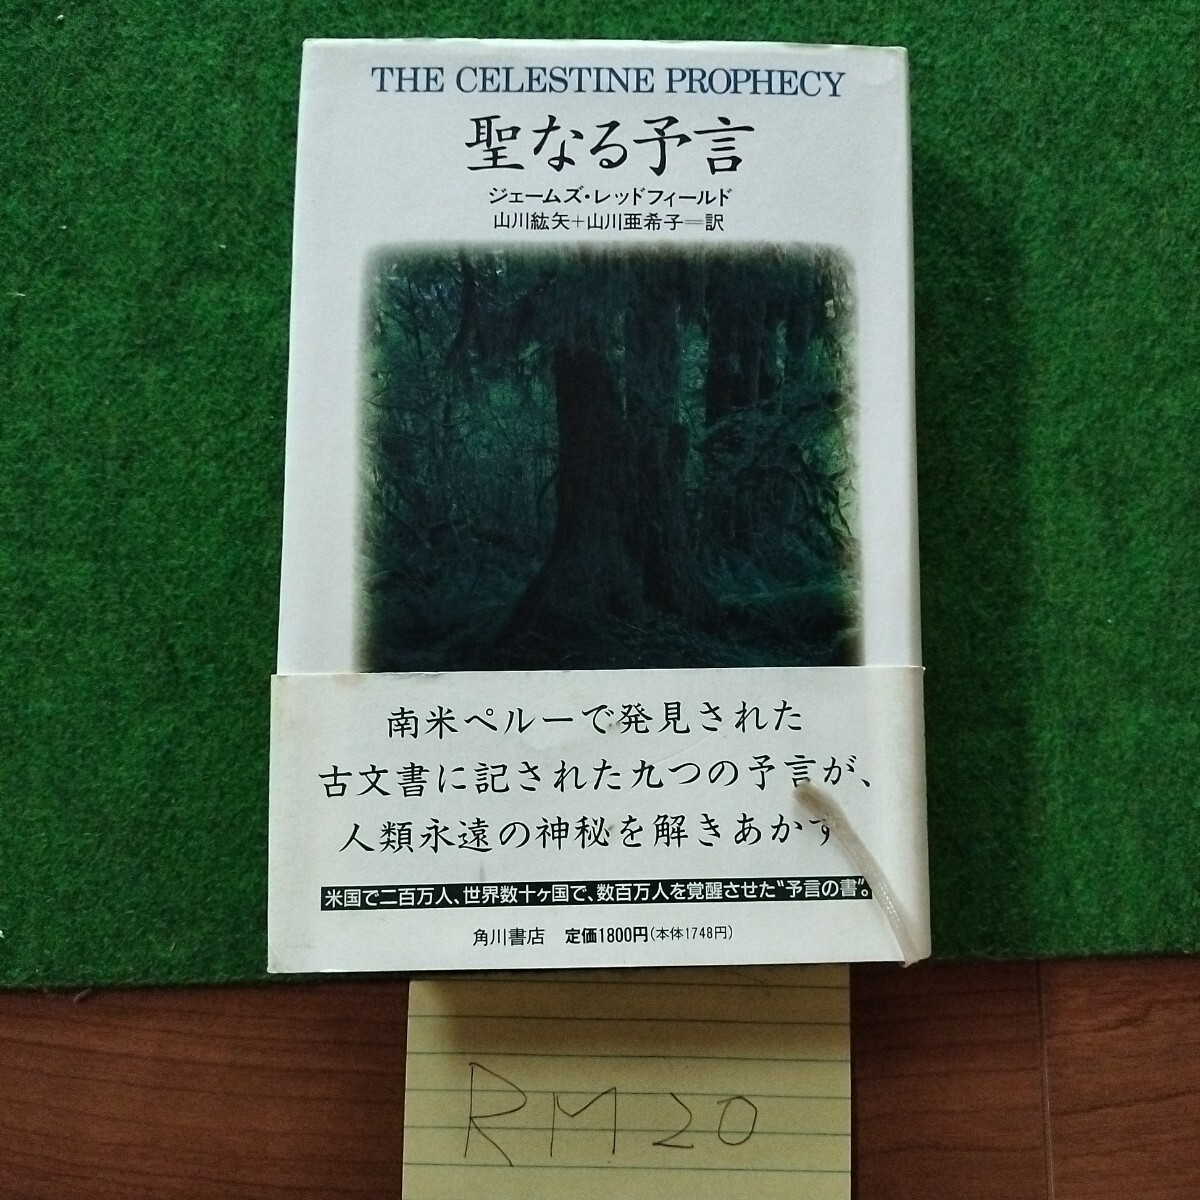 THE CELESTINE PROPHECY
聖なる予言
ジェームズ・レッドフィールド
山川紘矢+山川亜希子=訳
南米ペルーで発見された
古文書に記された九つの予言が、
人類永遠の神秘を解きあかす
米国で二百万人、世界数十ヶ国で、数百万人を覚醒させた"予言の書"。
角川書店 定価1800円(本体1748円)
RM20